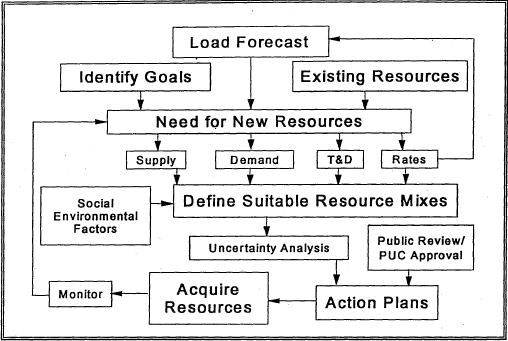 Load Forecast
Identify Goals
Existing Resources
Need for New Resources
Supply
Demand
T&D
Rates
Social
Environmental
Factors
Define Suitable Resource Mixes
Uncertainty Analysis
Public Review/
PUC Approval
Monitor
Acquire
Resources
Action Plans